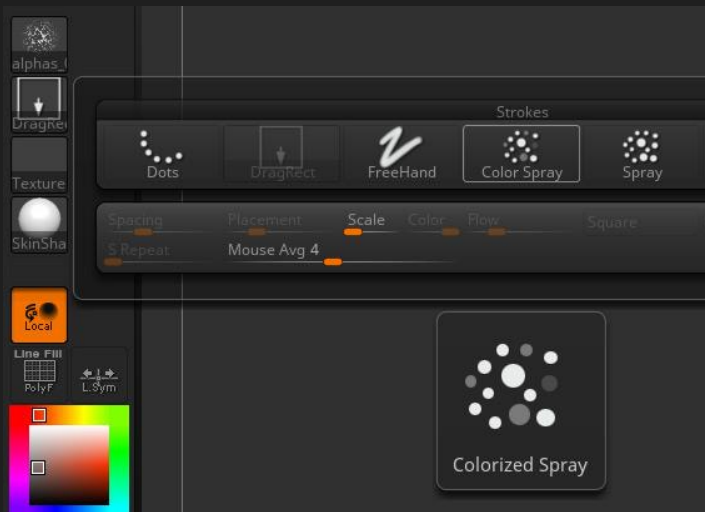 alphas_
Strokes
DragRe
Dots
DragRect
FreeHand
Color Spray
Spray
Texture
Spacing
Placement
Scale
Color
Flow
Square
SkinSha
S Repeat
Mouse Avg 4
Local
Line Fill
PolyF
L.Sym
Colorized Spray